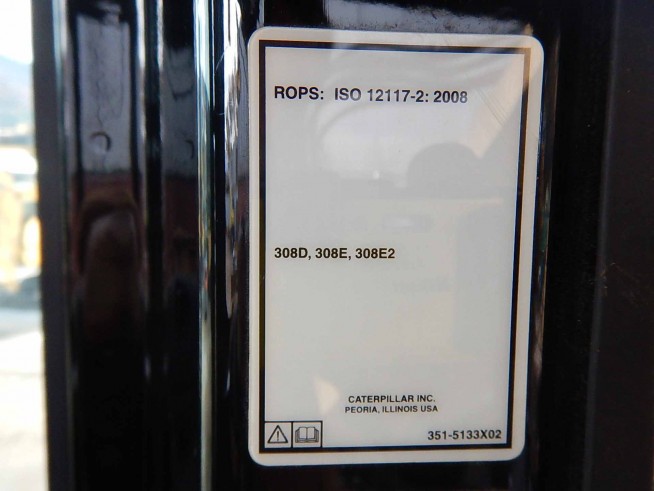 ROPS: ISO 12117-2: 2008
308D, 308E, 308E2
CATERPILLAR INC.
PEORIA, ILLINOIS USA
351-5133X02